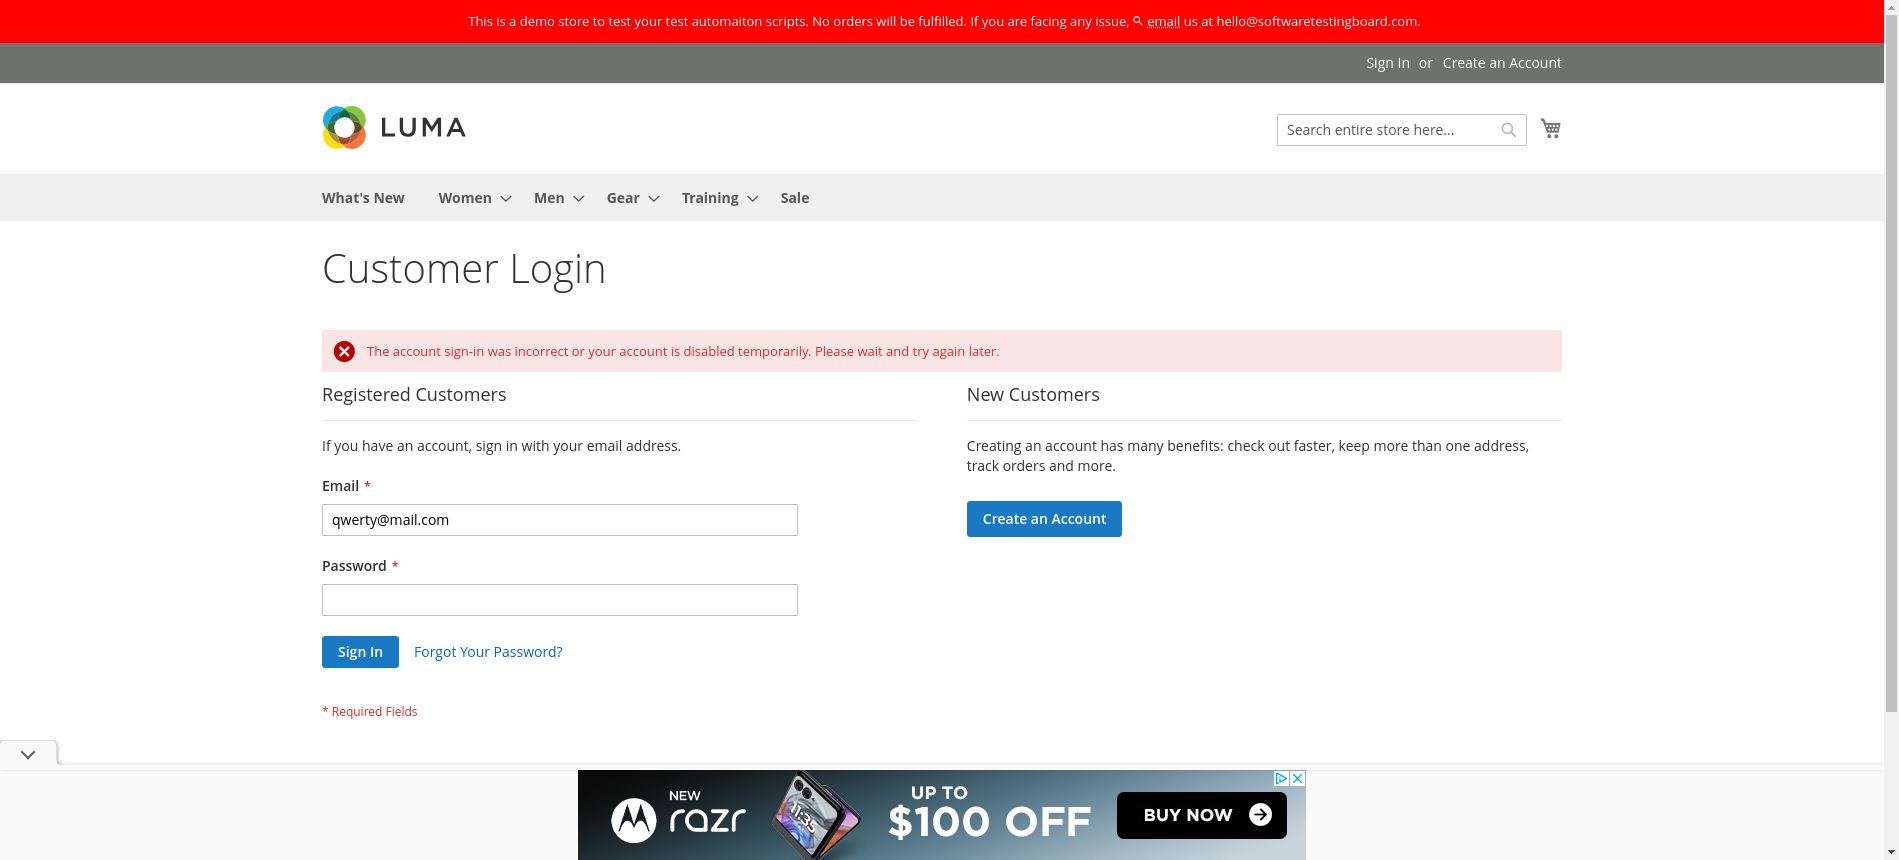 This is a demo store to test your test automaiton scripts. No orders will be fulfilled. If you are facing any issue, email us at hello@softwaretestingboard.com.
Sign In or Create an Account
LUMA
Search entire store here...
What's New Women Men Gear Training Sale
Customer Login
The account sign-in was incorrect or your account is disabled temporarily. Please wait and try again later.
Registered Customers
If you have an account, sign in with your email address.
Email *
qwerty@mail.com
Password *
Sign In Forgot Your Password?
* Required Fields
New Customers
Creating an account has many benefits: check out faster, keep more than one address,
track orders and more.
Create an Account
NEW
razr
11:35
UP TO
$100 OFF
BUY NOW